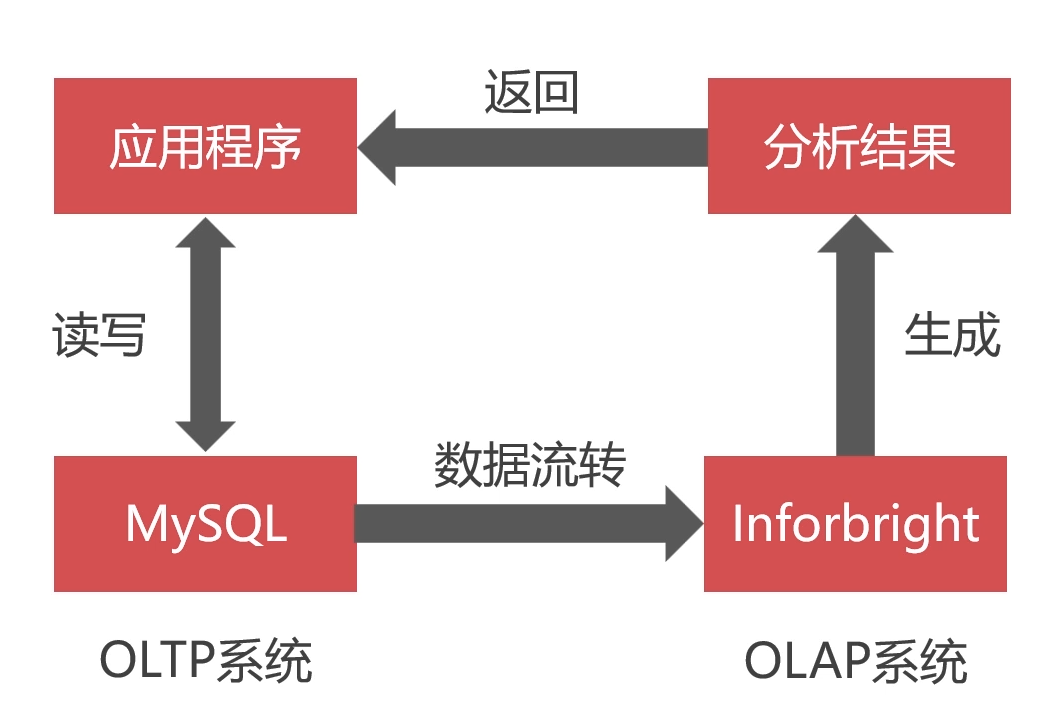 返回
应用程序
分析结果
读写
生成
数据流转
MySQL
Inforbright
OLTP系统
OLAP系统